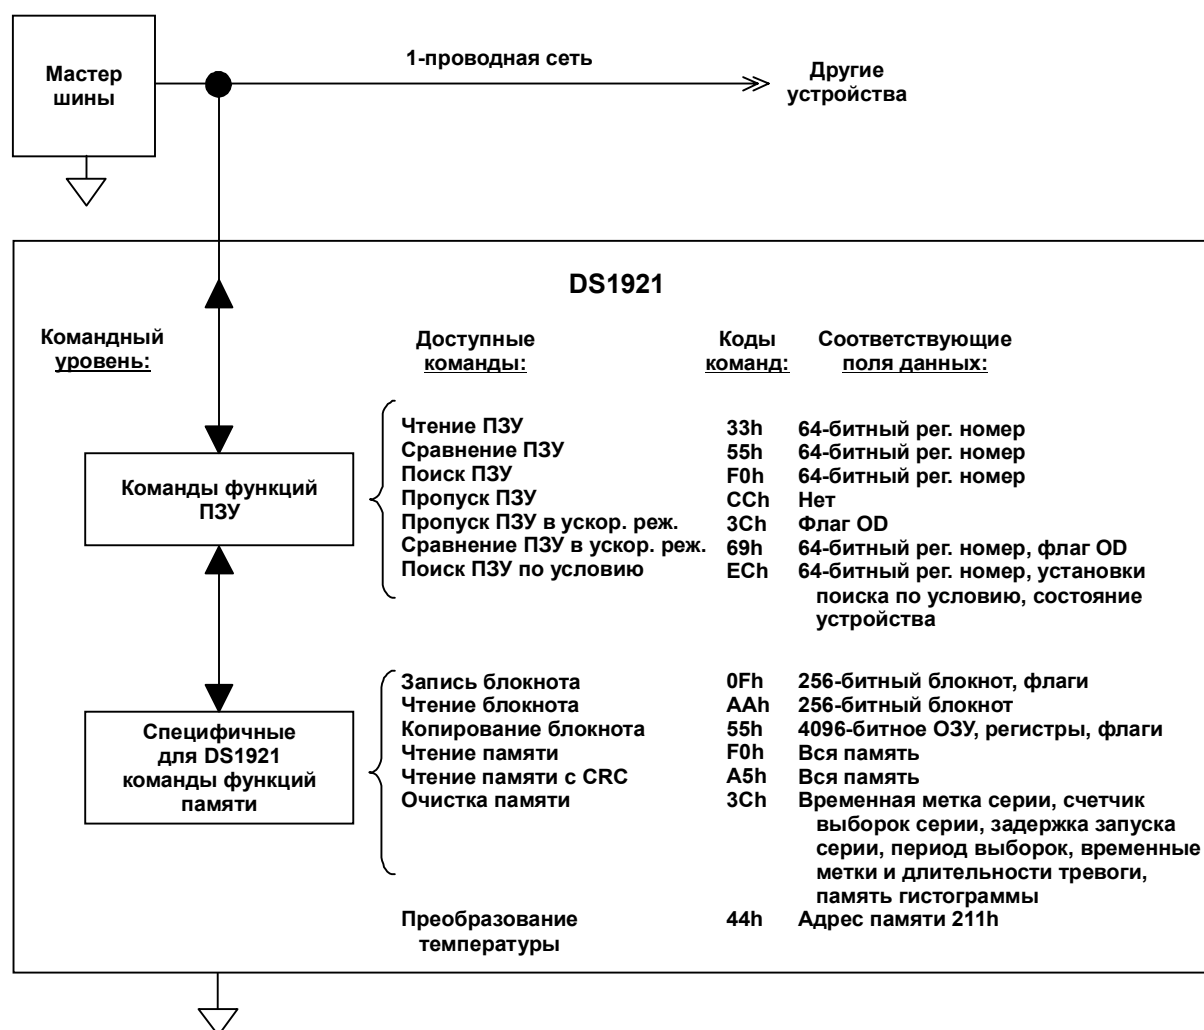 Мастер
шины
1-проводная сеть
Другие
устройства
DS1921
Командный
уровень:
Доступные
команды:
Коды
команд:
Соответствующие
поля данных:
Команды функций
ПЗУ
Чтение ПЗУ 33h 64-битный рег. номер
Сравнение ПЗУ 55h 64-битный рег. номер
Поиск ПЗУ F0h 64-битный рег. номер
Пропуск ПЗУ CCh Нет
Пропуск ПЗУ в ускор. реж. 3Ch Флаг OD
Сравнение ПЗУ в ускор. реж. 69h 64-битный рег. номер, флаг OD
Поиск ПЗУ по условию ECh 64-битный рег. номер, установки
поиска по условию, состояние
устройства
Специфичные
для DS1921
команды функций
памяти
Запись блокнота 0Fh 256-битный блокнот, флаги
Чтение блокнота AAh 256-битный блокнот
Копирование блокнота 55h 4096-битное ОЗУ, регистры, флаги
Чтение памяти F0h Вся память
Чтение памяти с CRC A5h Вся память
Очистка памяти 3Ch Временная метка серии, счетчик
выборок серии, задержка запуска
серии, период выборок, временные
метки и длительности тревоги,
память гистограммы
Преобразование 44h Адрес памяти 211h
температуры